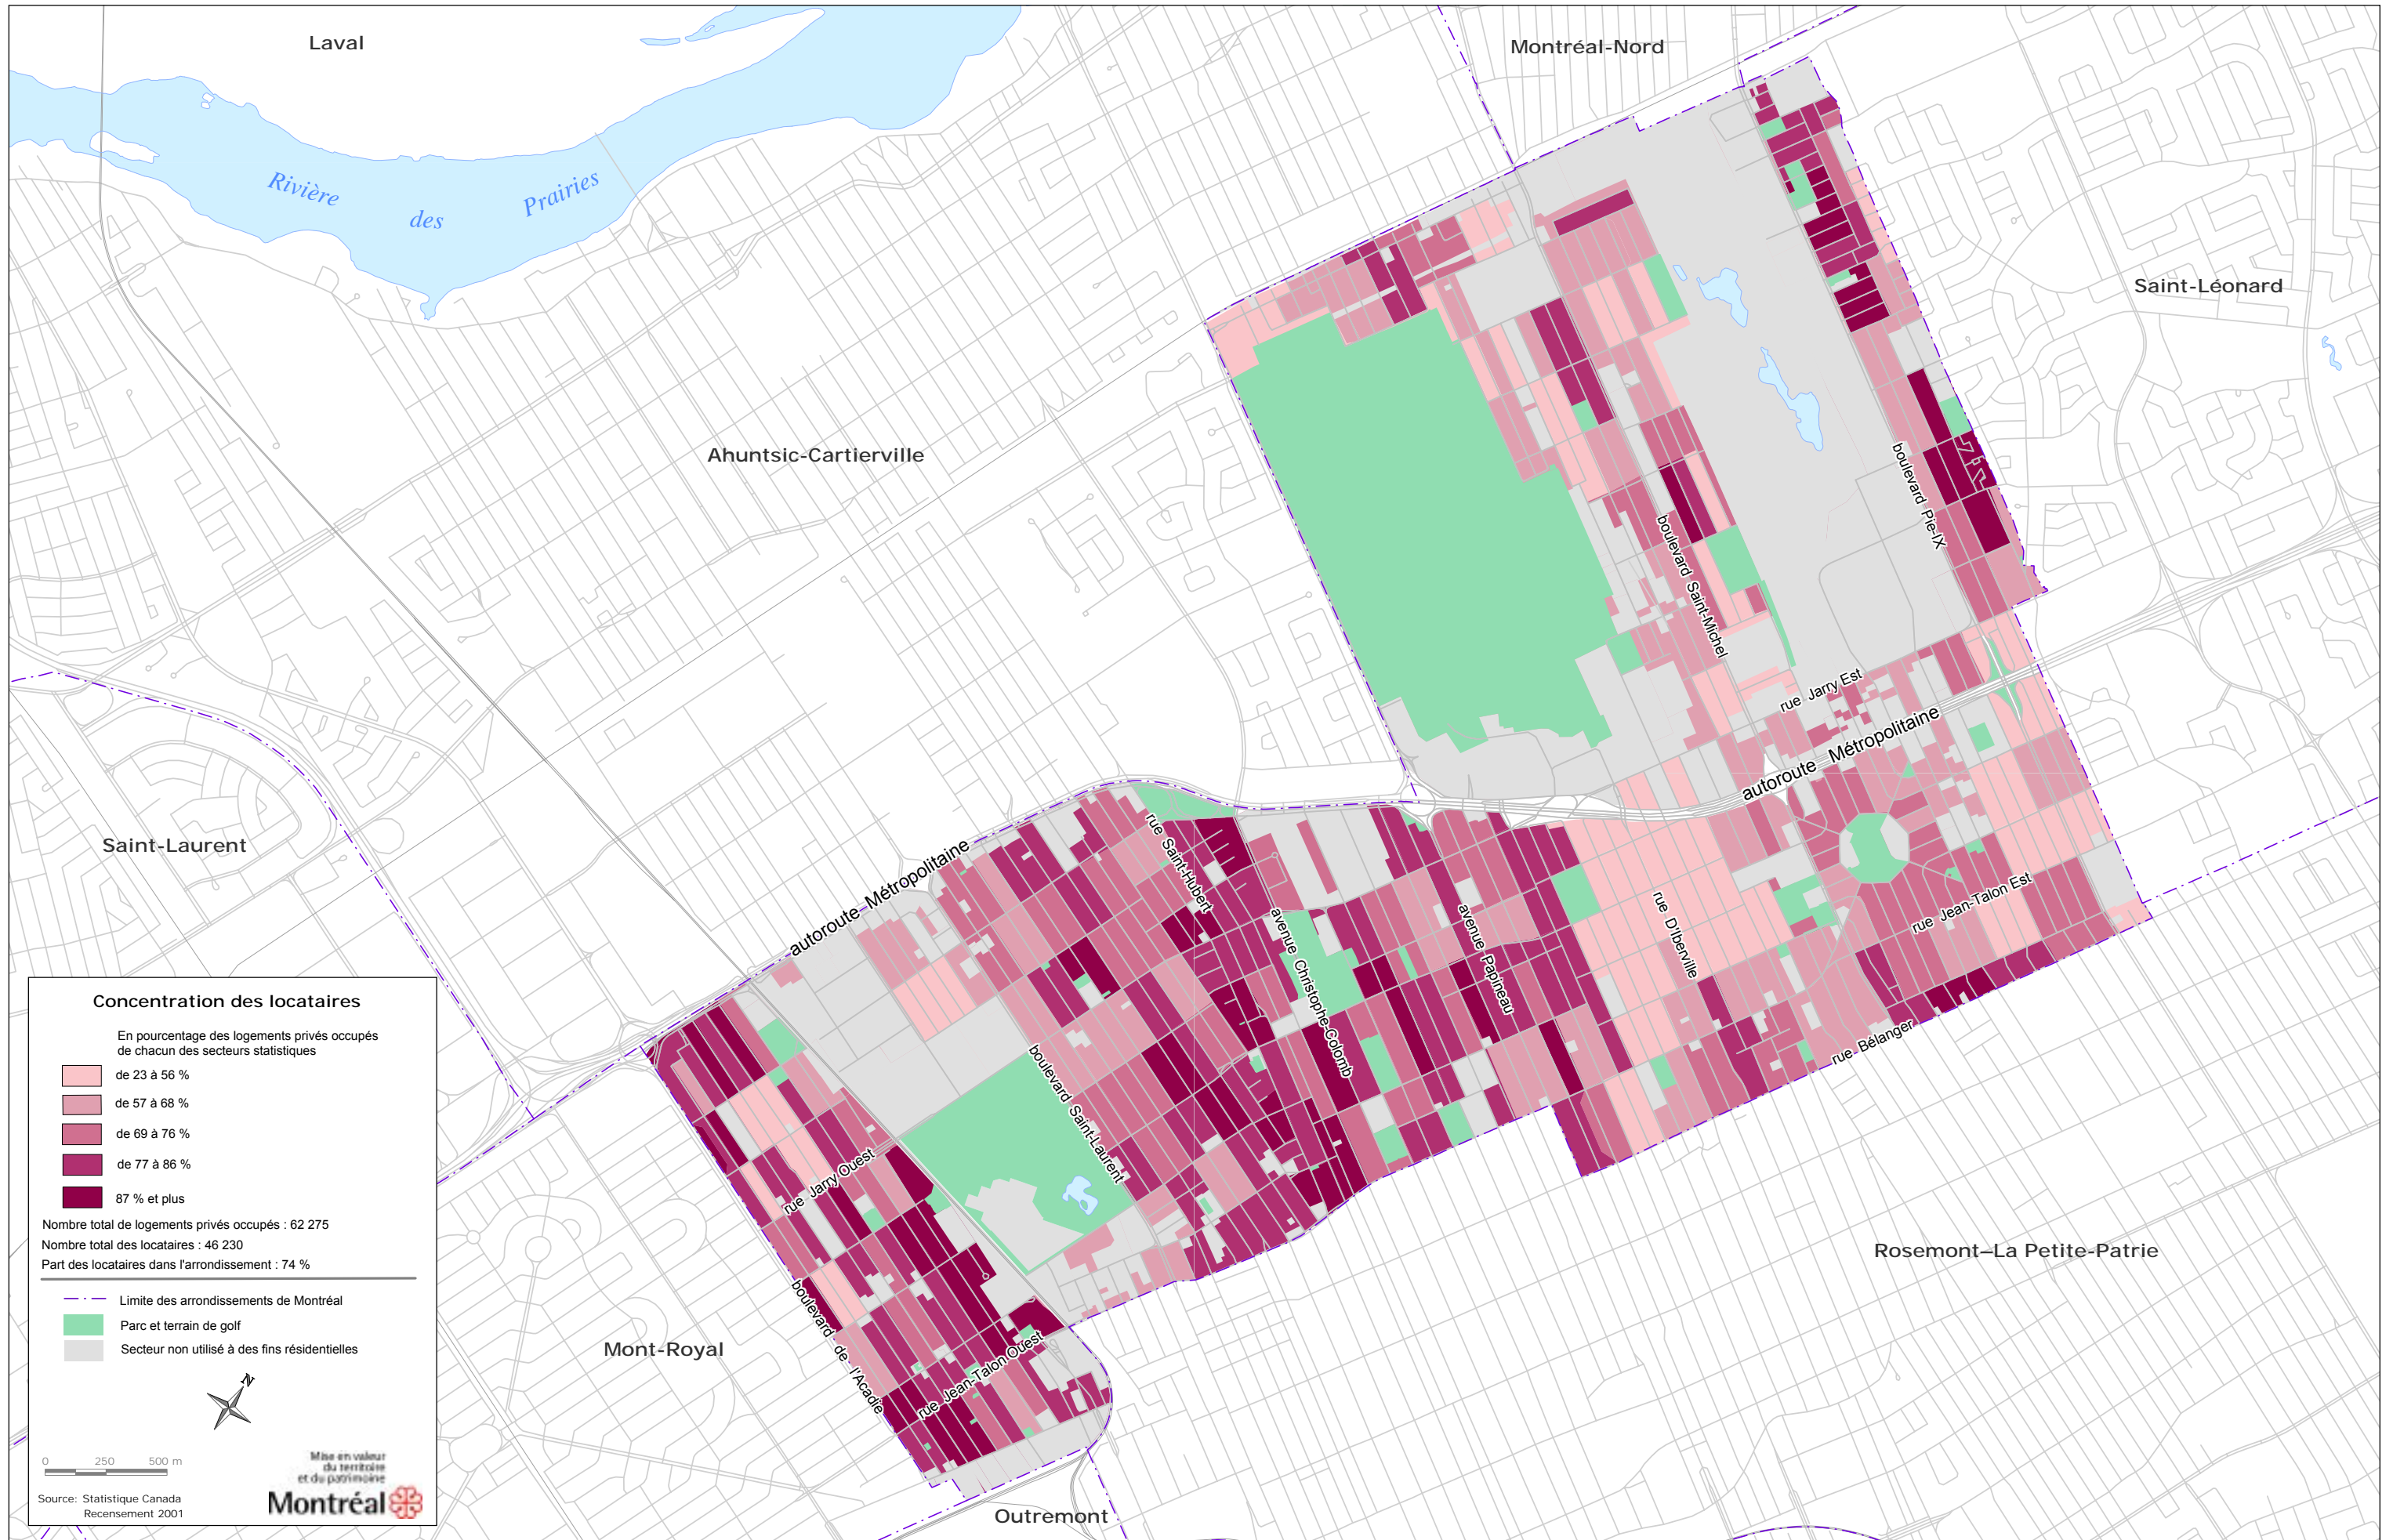 Laval
Montréal-Nord
Rivière des Prairies
Saint-Léonard
Ahuntsic-Cartierville
boulevard Pie-IX
boulevard Saint-Michel
rue Jarry Est
autoroute Métropolitaine
Saint-Laurent
rue Saint-Hubert
autoroute Métropolitaine
avenue Christophe-Colomb
avenue Papineau
rue D'Iberville
rue Jean-Talon Est
rue Bélanger
boulevard Saint-Laurent
rue Jarry Ouest
Rosemont–La Petite-Patrie
boulevard de l'Acadie
Mont-Royal
rue Jean-Talon Ouest
Outremont
Concentration des locataires
En pourcentage des logements privés occupés
de chacun des secteurs statistiques
de 23 à 56 %
de 57 à 68 %
de 69 à 76 %
de 77 à 86 %
87 % et plus
Nombre total de logements privés occupés : 62 275
Nombre total des locataires : 46 230
Part des locataires dans l'arrondissement : 74 %
Limite des arrondissements de Montréal
Parc et terrain de golf
Secteur non utilisé à des fins résidentielles
N
0 250 500 m
Mise en valeur
du territoire
et du patrimoine
Montréal
Source: Statistique Canada
Recensement 2001